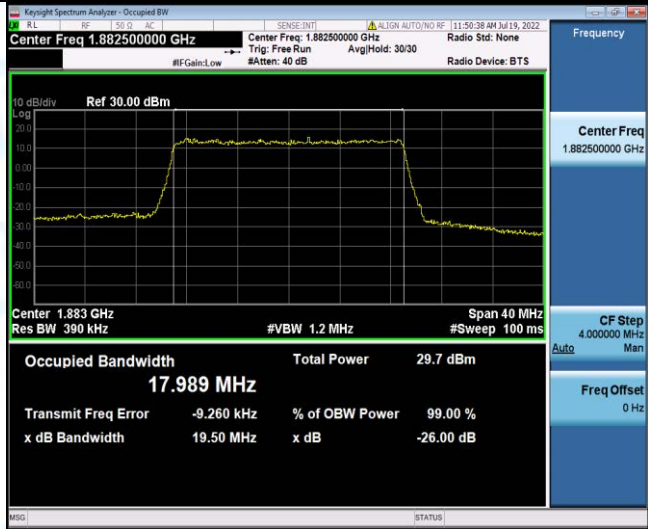 Keysight Spectrum Analyzer - Occupied BW
RL RF 50 Ω AC SENSE:INT ALIGN AUTO/NO RF 11:50:38 AM Jul 19, 2022
Center Freq 1.882500000 GHz
Center Freq: 1.882500000 GHz Radio Std: None
Trig: Free Run Avg|Hold: 30/30
#IFGain:Low #Atten: 40 dB Radio Device: BTS
Frequency
10 dB/div Ref 30.00 dBm
Log
20.0
10.0
0.00
-10.0
-20.0
-30.0
-40.0
-50.0
-60.0
Center 1.883 GHz Span 40 MHz
Res BW 390 kHz #VBW 1.2 MHz #Sweep 100 ms
Occupied Bandwidth Total Power 29.7 dBm
17.989 MHz
Transmit Freq Error -9.260 kHz % of OBW Power 99.00 %
x dB Bandwidth 19.50 MHz x dB -26.00 dB
Center Freq
1.882500000 GHz
CF Step
4.000000 MHz
Auto Man
Freq Offset
0 Hz
MSG STATUS